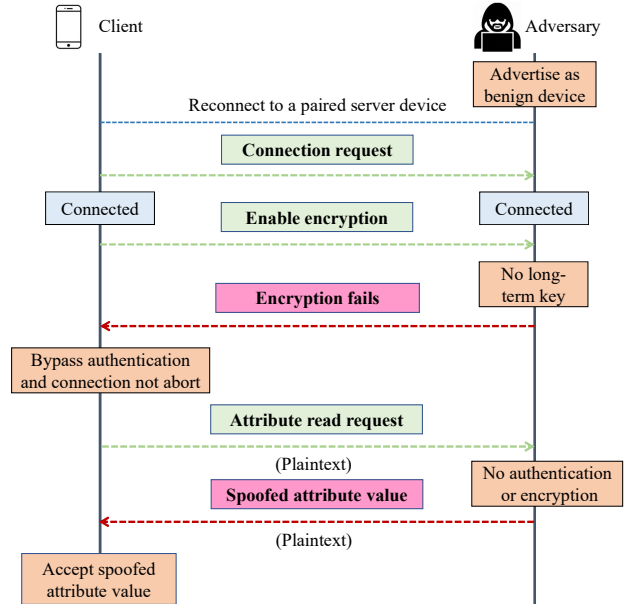 Client
Adversary
Advertise as
benign device
Reconnect to a paired server device
Connection request
Connected
Connected
Enable encryption
No long-
term key
Encryption fails
Bypass authentication
and connection not abort
Attribute read request
(Plaintext)
No authentication
or encryption
Spoofed attribute value
(Plaintext)
Accept spoofed
attribute value